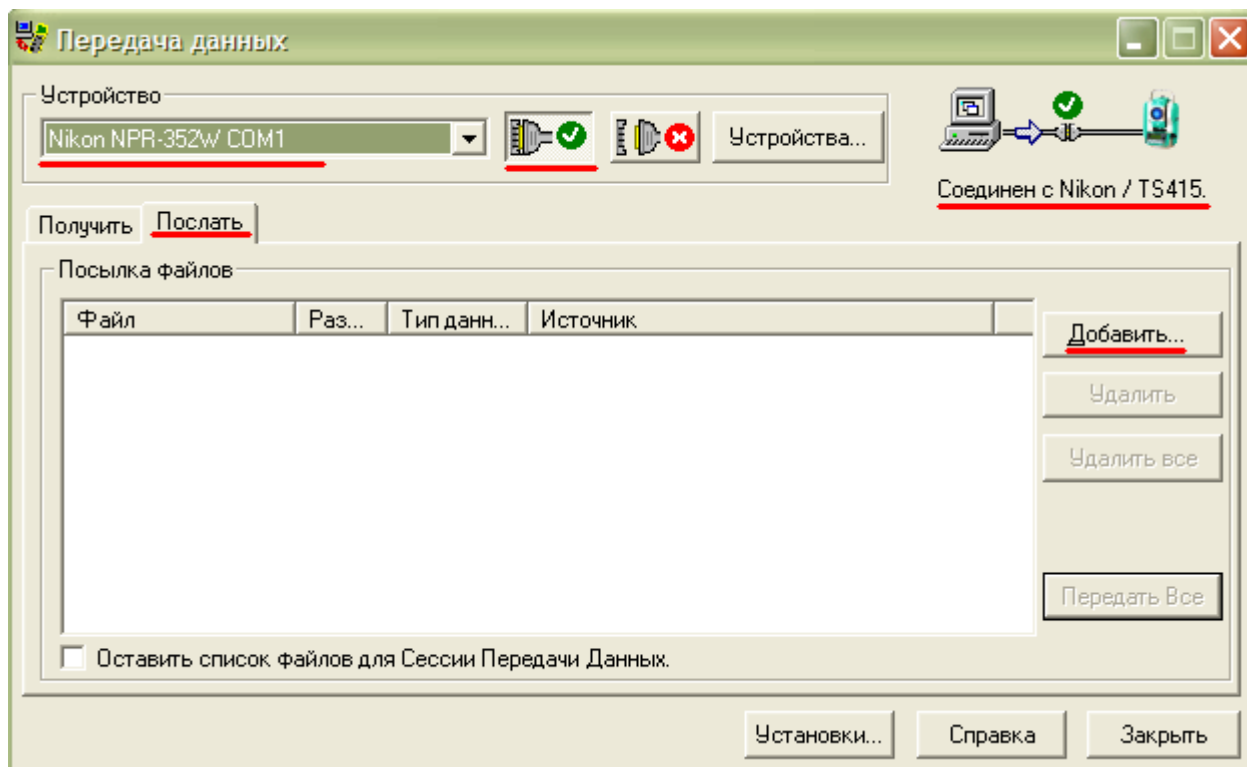 Передача данных
Устройство
Nikon NPR-352W COM1
Устройства...
Соединен с Nikon / TS415.
Получить Послать
Посылка файлов
Файл Раз... Тип данн... Источник
Добавить...
Удалить
Удалить все
Передать Все
Оставить список файлов для Сессии Передачи Данных.
Установки... Справка Закрыть